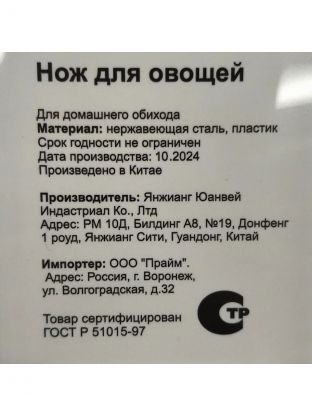 Нож для овощей
Для домашнего обихода
Материал: нержавеющая сталь, пластик
Срок годности не ограничен
Дата производства: 10.2024
Произведено в Китае
Производитель: Янжианг Юанвей
Индастриал Ко., Лтд
Адрес: РМ 10Д, Билдинг А8, №19, Донфенг
1 роуд, Янжианг Сити, Гуандонг, Китай
Импортер: ООО "Прайм".
Адрес: Россия, г. Воронеж,
ул. Волгоградская, д.32
Товар сертифицирован
ГОСТ Р 51015-97
ТР